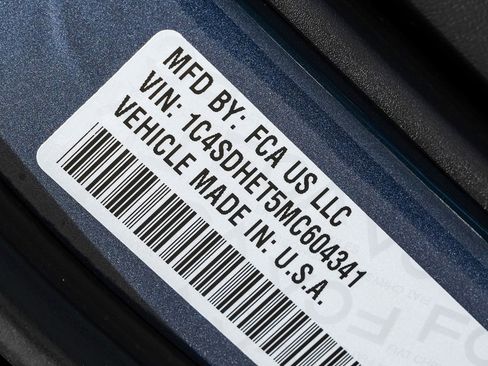 MFD BY: FCA US LLC
VIN: 1C4SDHET5MC604341
VEHICLE MADE IN: U.S.A.